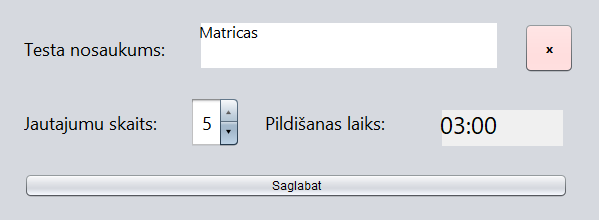 Testa nosaukums: Matricas x
Jautajumu skaits: 5 Pildišanas laiks: 03:00
Saglabat